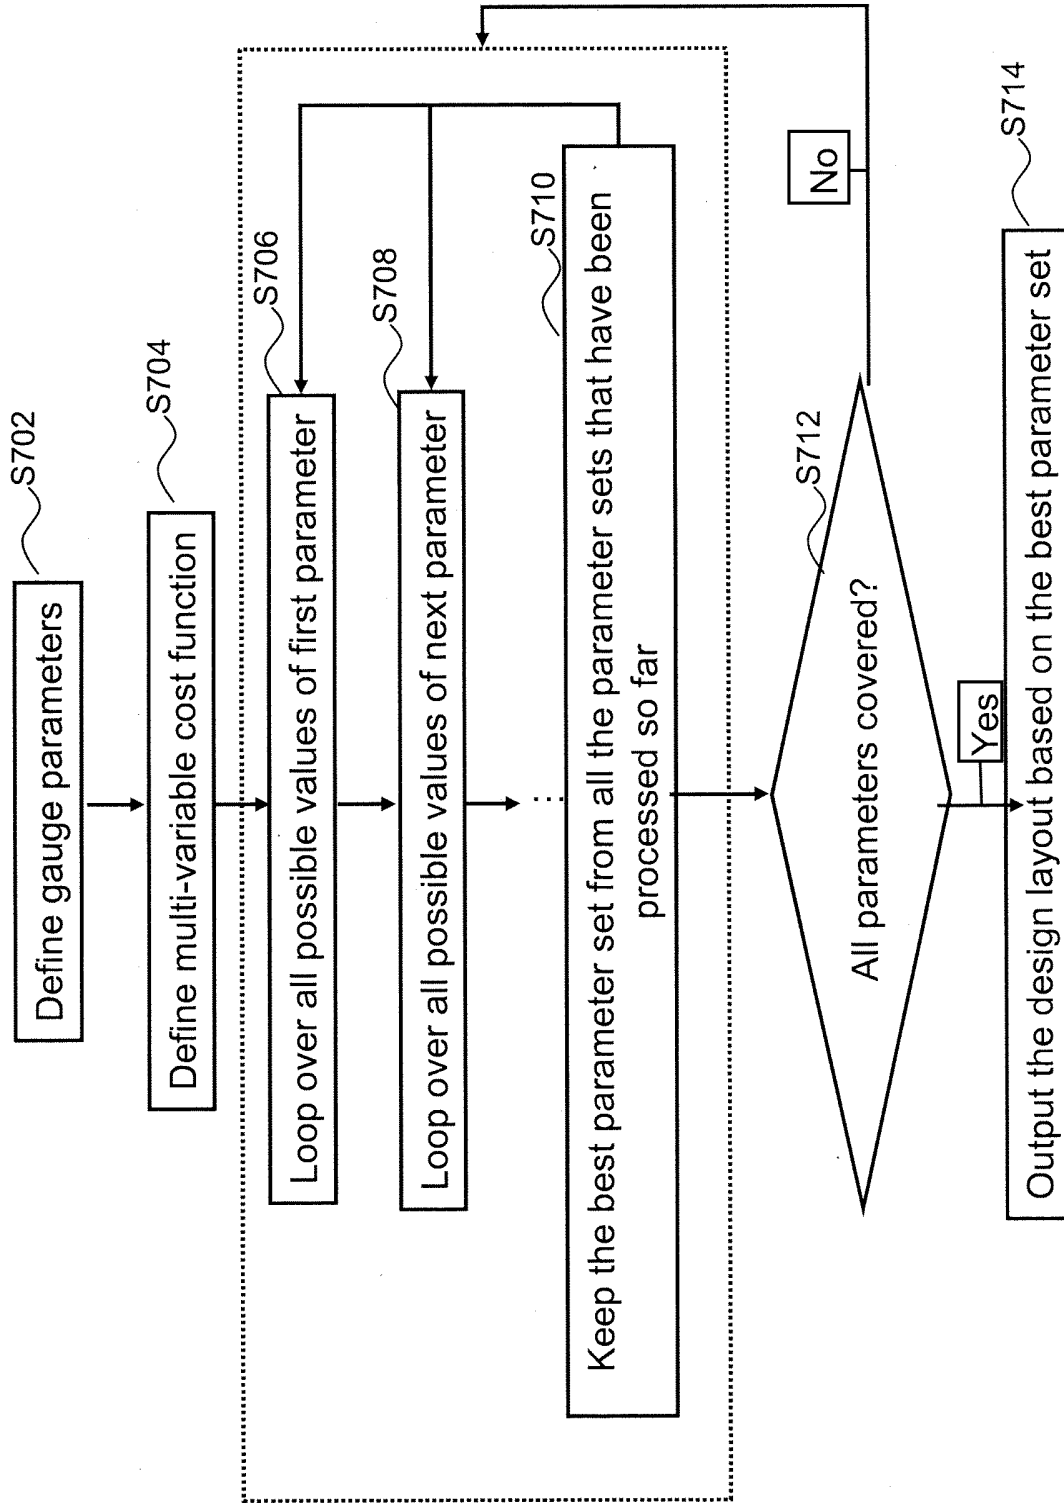 S702
Define gauge parameters
S704
Define multi-variable cost function
S706
Loop over all possible values of first parameter
S708
Loop over all possible values of next parameter
S710
Keep the best parameter set from all the parameter sets that have been
processed so far
S712
All parameters covered?
No
Yes
S714
Output the design layout based on the best parameter set